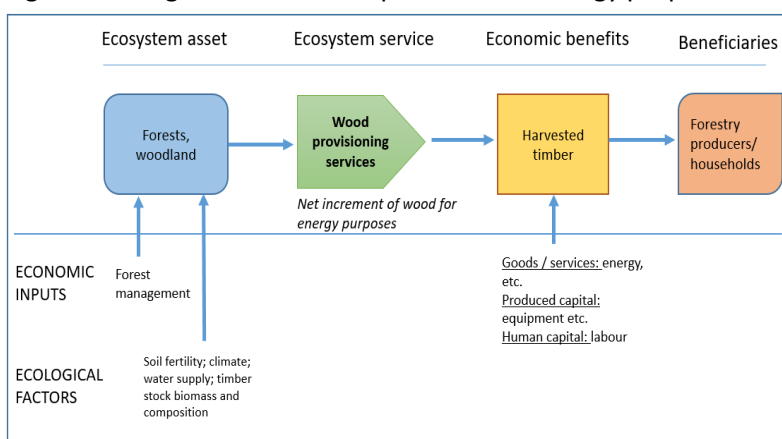 Ecosystem asset
Ecosystem service
Economic benefits
Beneficiaries
Forests,
woodland
Wood
provisioning
services
Harvested
timber
Forestry
producers/
households
Net increment of wood for
energy purposes
ECONOMIC
INPUTS
Forest
management
Goods / services: energy,
etc.
Produced capital:
equipment etc.
Human capital: labour
ECOLOGICAL
FACTORS
Soil fertility; climate;
water supply; timber
stock biomass and
composition